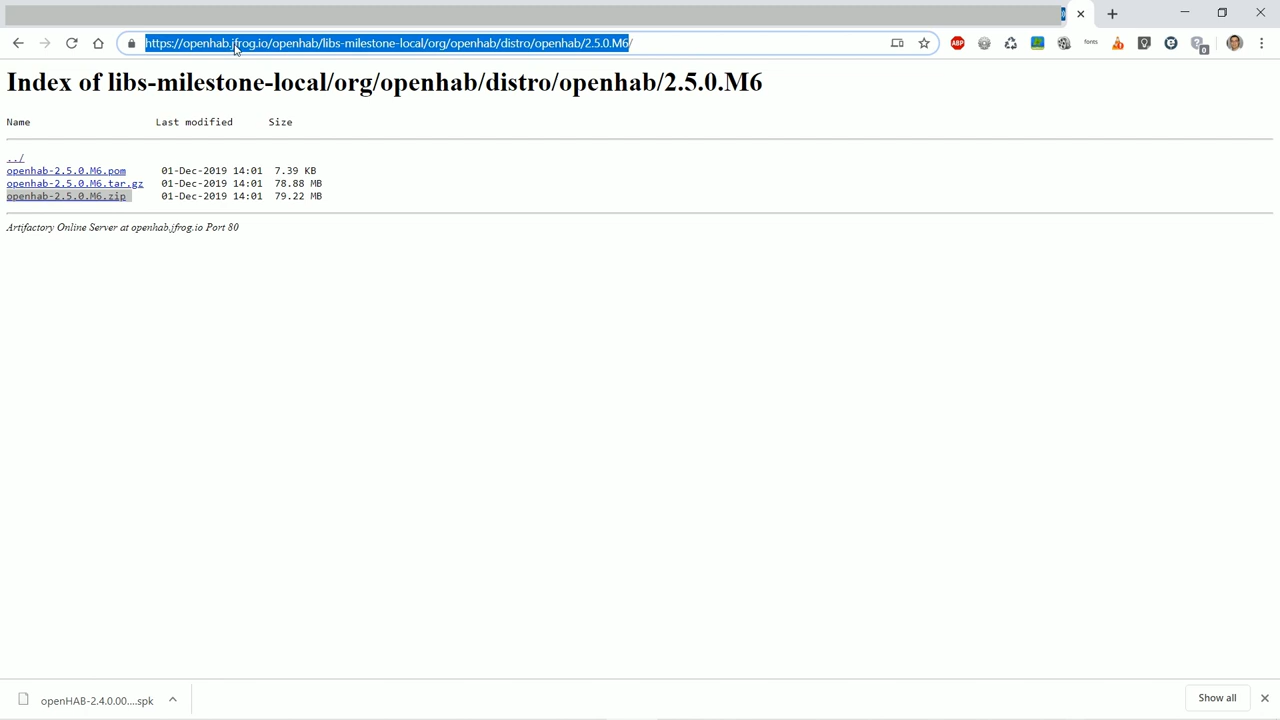 https://openhab.jfrog.io/openhab/libs-milestone-local/org/openhab/distro/openhab/2.5.0.M6/
ABP
fonts
0
Index of libs-milestone-local/org/openhab/distro/openhab/2.5.0.M6
Name Last modified Size
../
openhab-2.5.0.M6.pom 01-Dec-2019 14:01 7.39 KB
openhab-2.5.0.M6.tar.gz 01-Dec-2019 14:01 78.88 MB
openhab-2.5.0.M6.zip 01-Dec-2019 14:01 79.22 MB
Artifactory Online Server at openhab.jfrog.io Port 80
openHAB-2.4.0.00....spk
Show all